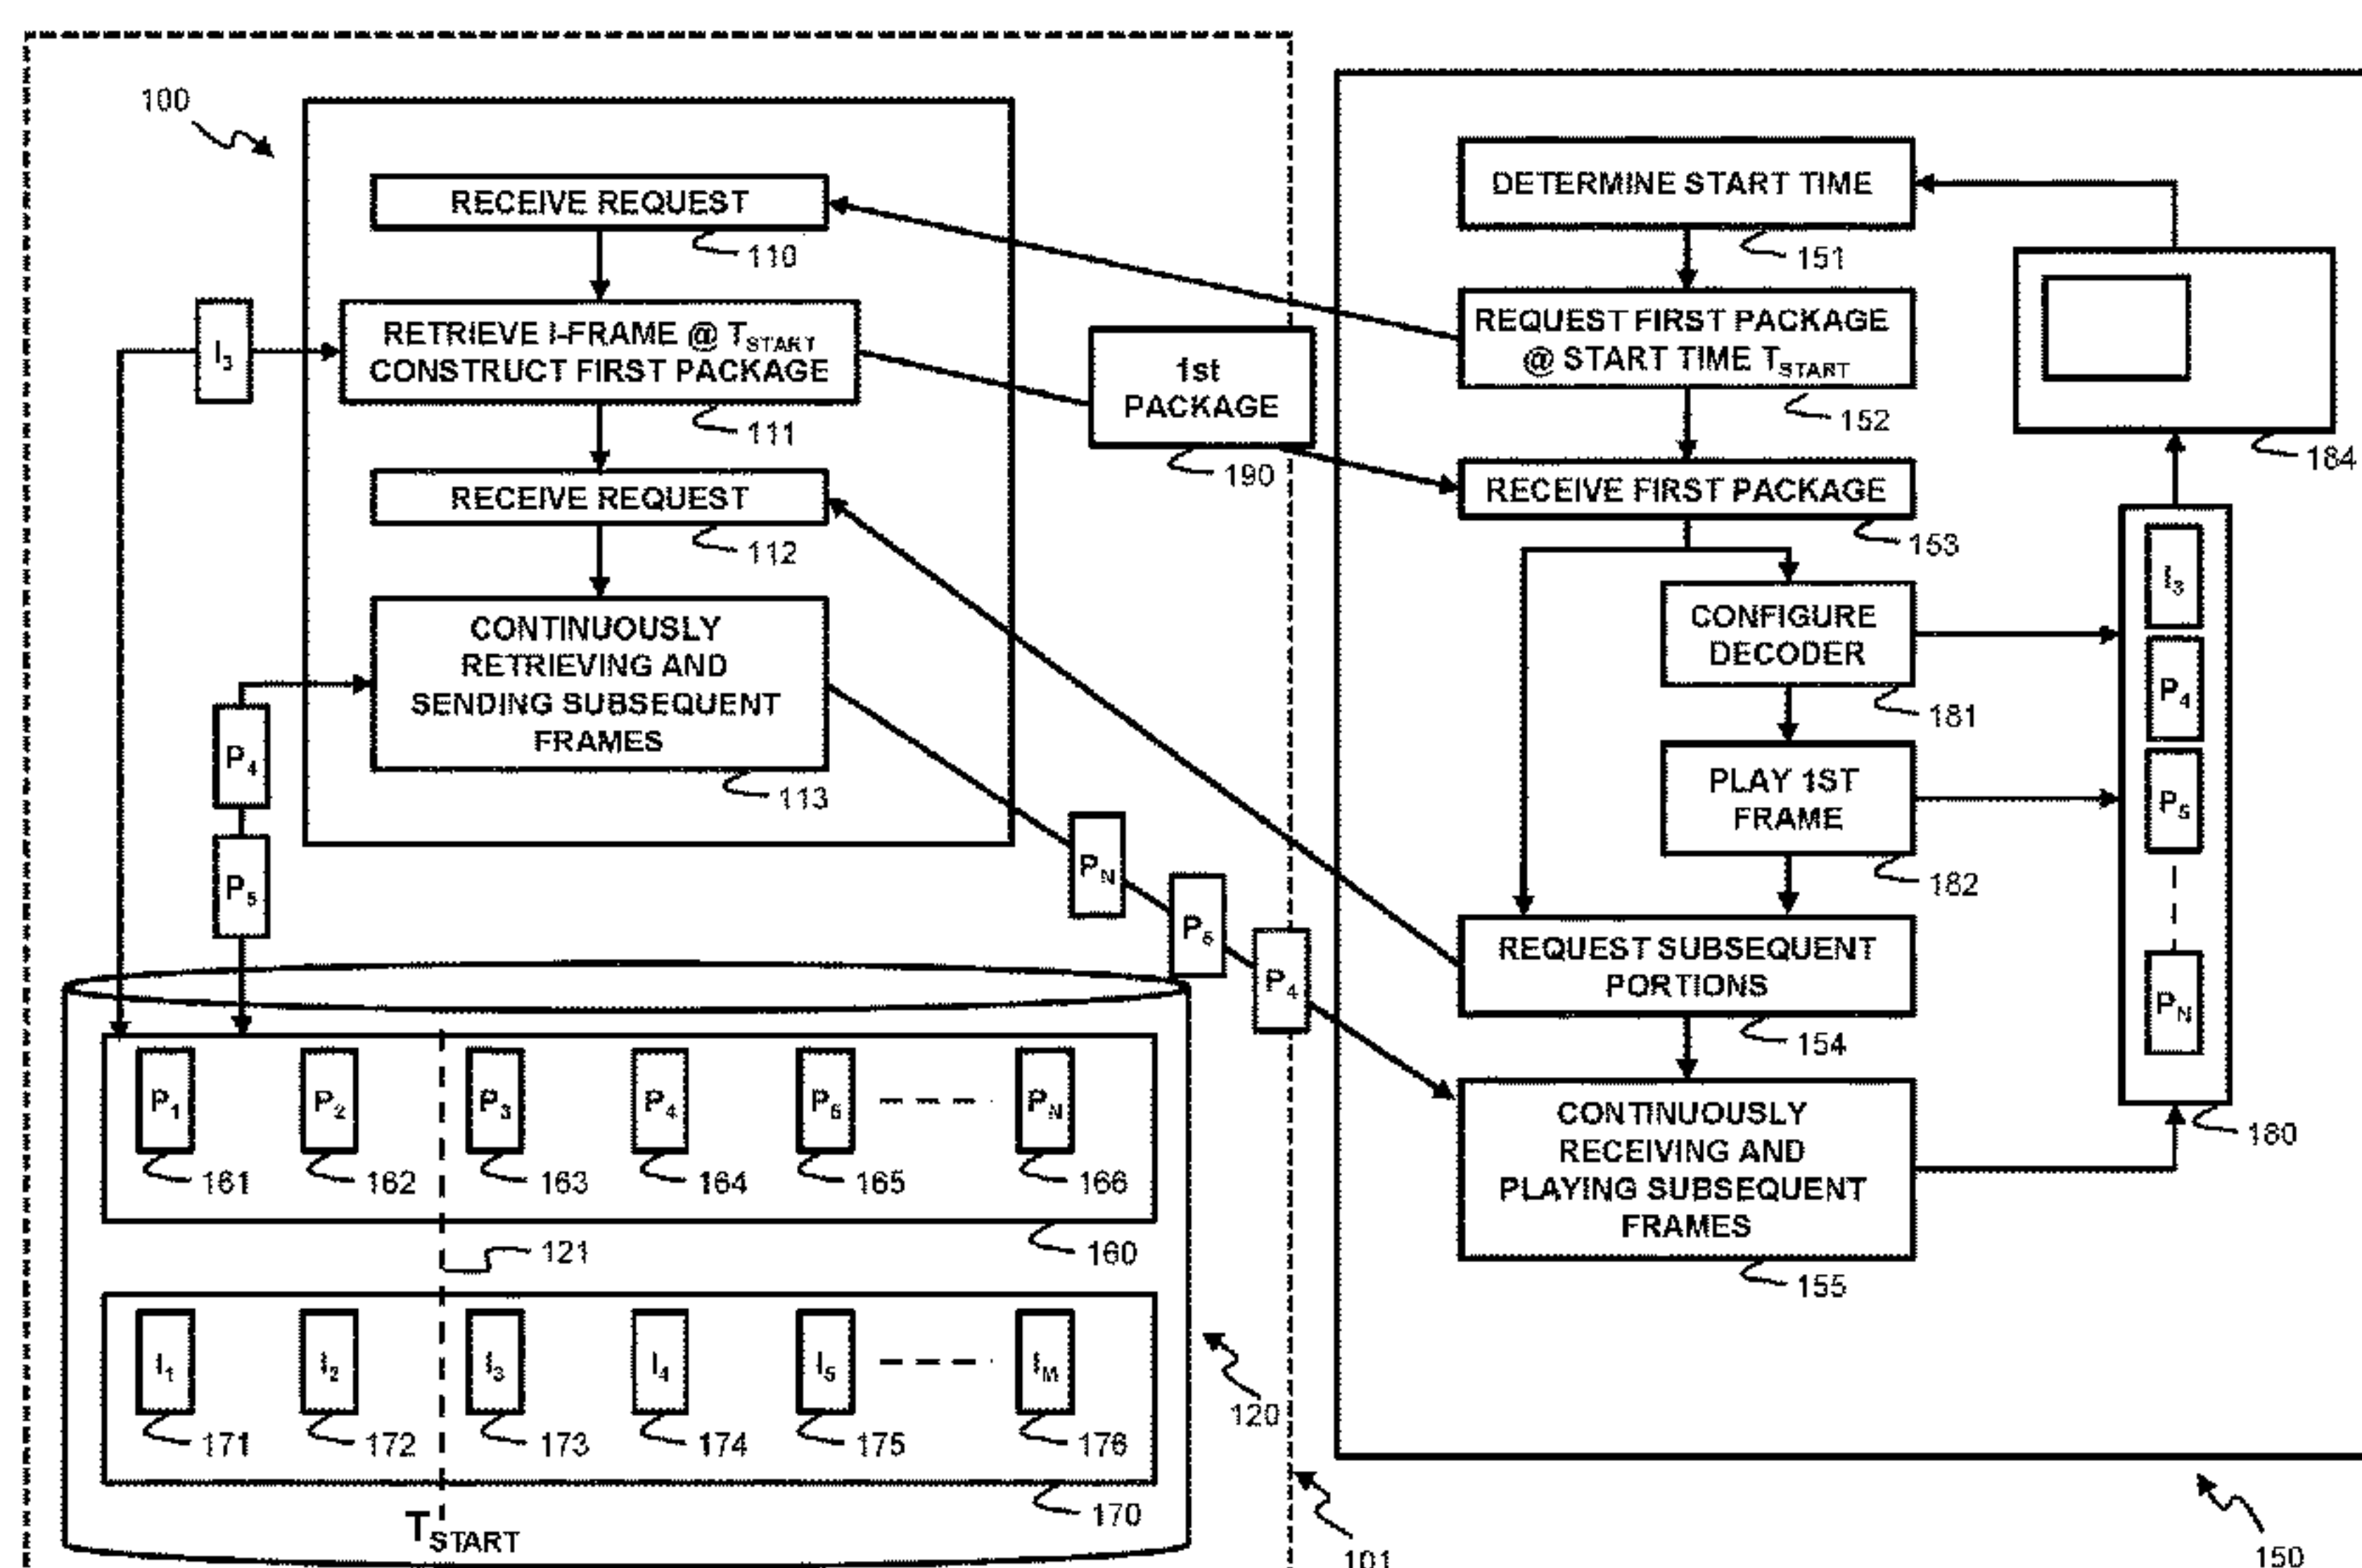 100
RECEIVE REQUEST
110
I3
RETRIEVE I-FRAME @ TSTART
CONSTRUCT FIRST PACKAGE
111
RECEIVE REQUEST
112
CONTINUOUSLY
RETRIEVING AND
SENDING SUBSEQUENT
FRAMES
113
P4
P5
1st
PACKAGE
190
PN
P5
P4
P1
P2
P3
P4
P5
PN
161
162
163
164
165
166
121
160
I1
I2
I3
I4
I5
IM
171
172
173
174
175
176
170
TSTART
120
101
DETERMINE START TIME
151
REQUEST FIRST PACKAGE
@ START TIME TSTART
152
RECEIVE FIRST PACKAGE
153
CONFIGURE
DECODER
181
PLAY 1ST
FRAME
182
REQUEST SUBSEQUENT
PORTIONS
154
CONTINUOUSLY
RECEIVING AND
PLAYING SUBSEQUENT
FRAMES
155
184
I3
P4
P5
PN
180
150